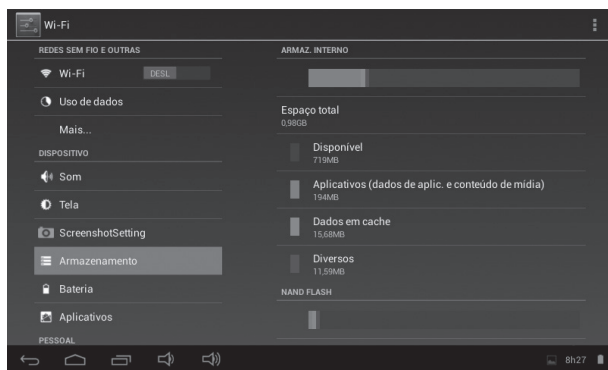 Wi-Fi
REDES SEM FIO E OUTRAS
Wi-Fi DESL
Uso de dados
Mais...
DISPOSITIVO
Som
Tela
ScreenshotSetting
Armazenamento
Bateria
Aplicativos
PESSOAL
ARMAZ. INTERNO
Espaço total
0,98GB
Disponível
719MB
Aplicativos (dados de aplic. e conteúdo de mídia)
194MB
Dados em cache
15,68MB
Diversos
11,59MB
NAND FLASH
8h27